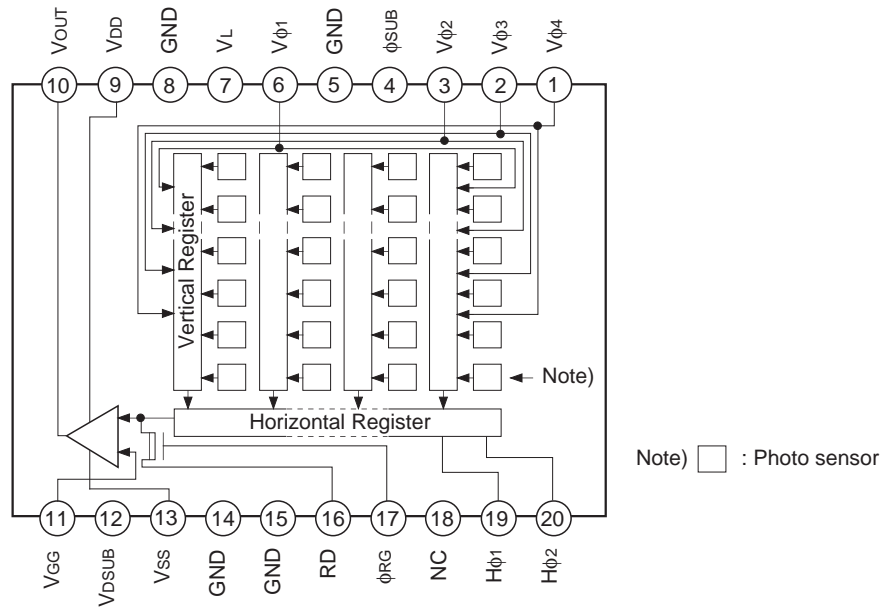 VOUT VDD GND VL Vφ1 GND φSUB Vφ2 Vφ3 Vφ4
10 9 8 7 6 5 4 3 2 1
Vertical Register
Note)
Horizontal Register
Note) : Photo sensor
11 12 13 14 15 16 17 18 19 20
VGG VDSUB VSS GND GND RD φRG NC Hφ1 Hφ2